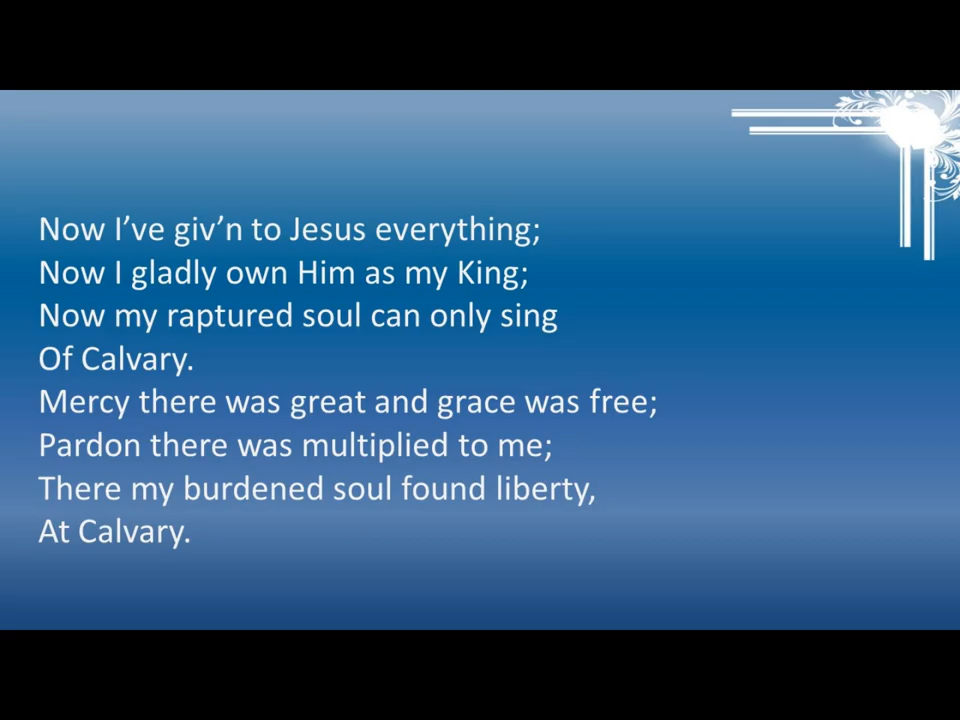 Now I’ve giv’n to Jesus everything;
Now I gladly own Him as my King;
Now my raptured soul can only sing
Of Calvary.
Mercy there was great and grace was free;
Pardon there was multiplied to me;
There my burdened soul found liberty,
At Calvary.